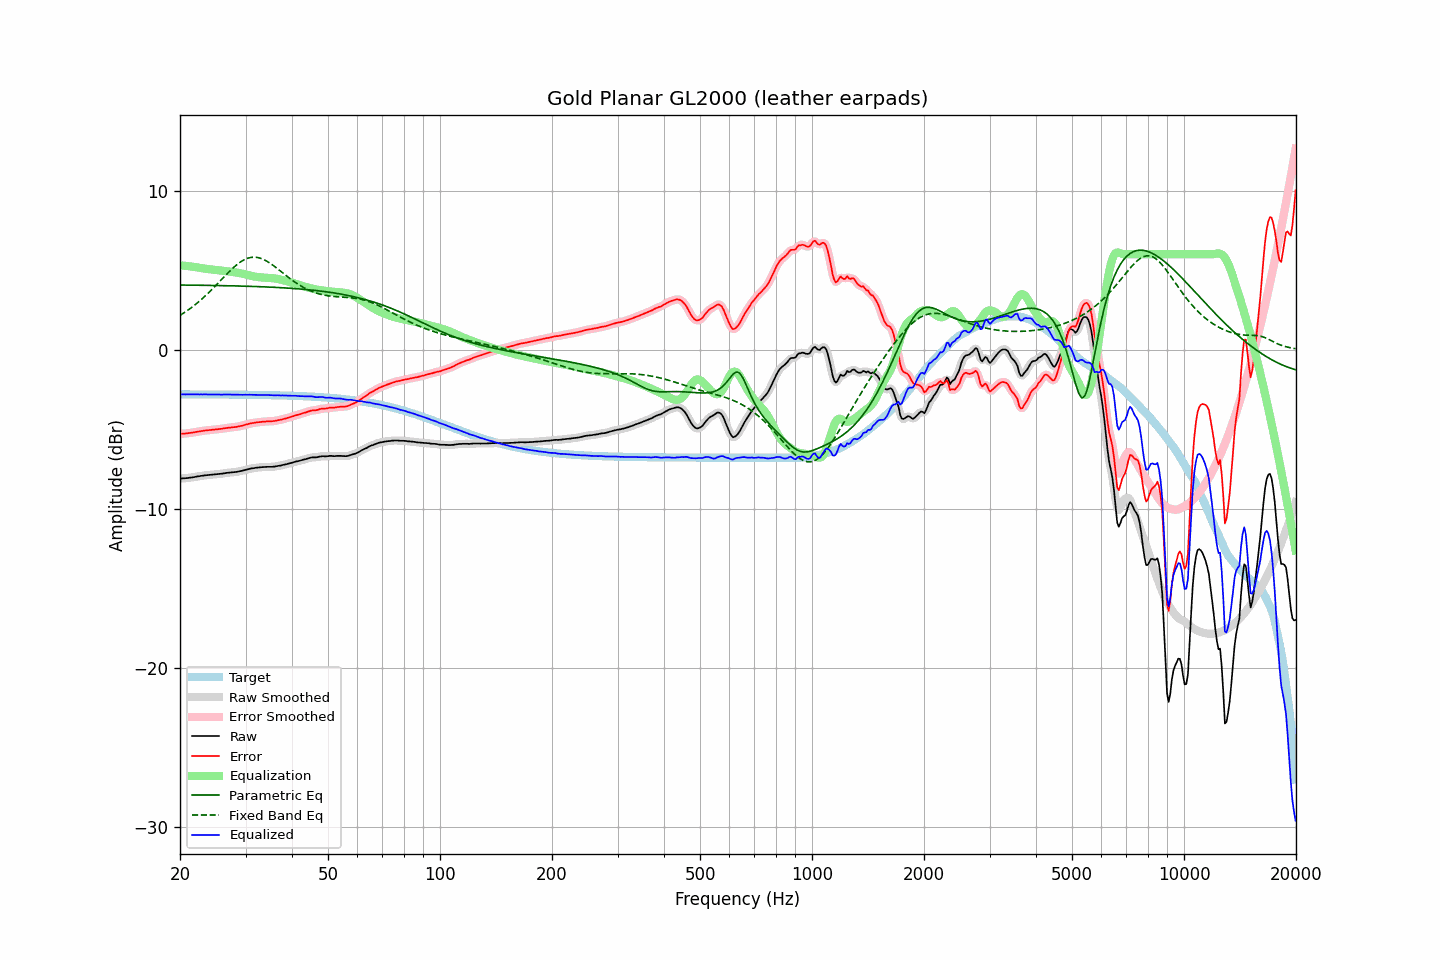 Gold Planar GL2000 (leather earpads)
Amplitude (dBr)
10
0
−10
−20
−30
Target
Raw Smoothed
Error Smoothed
Raw
Error
Equalization
Parametric Eq
Fixed Band Eq
Equalized
20 50 100 200 500 1000 2000 5000 10000 20000
Frequency (Hz)